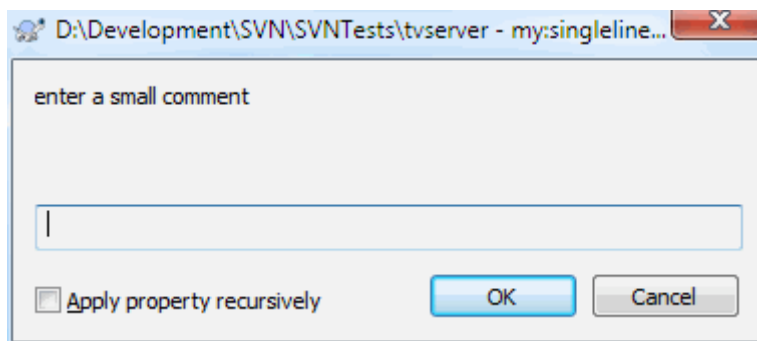 D:\Development\SVN\SVNTests\tvserver - my:singleline...
enter a small comment
Apply property recursively
OK
Cancel